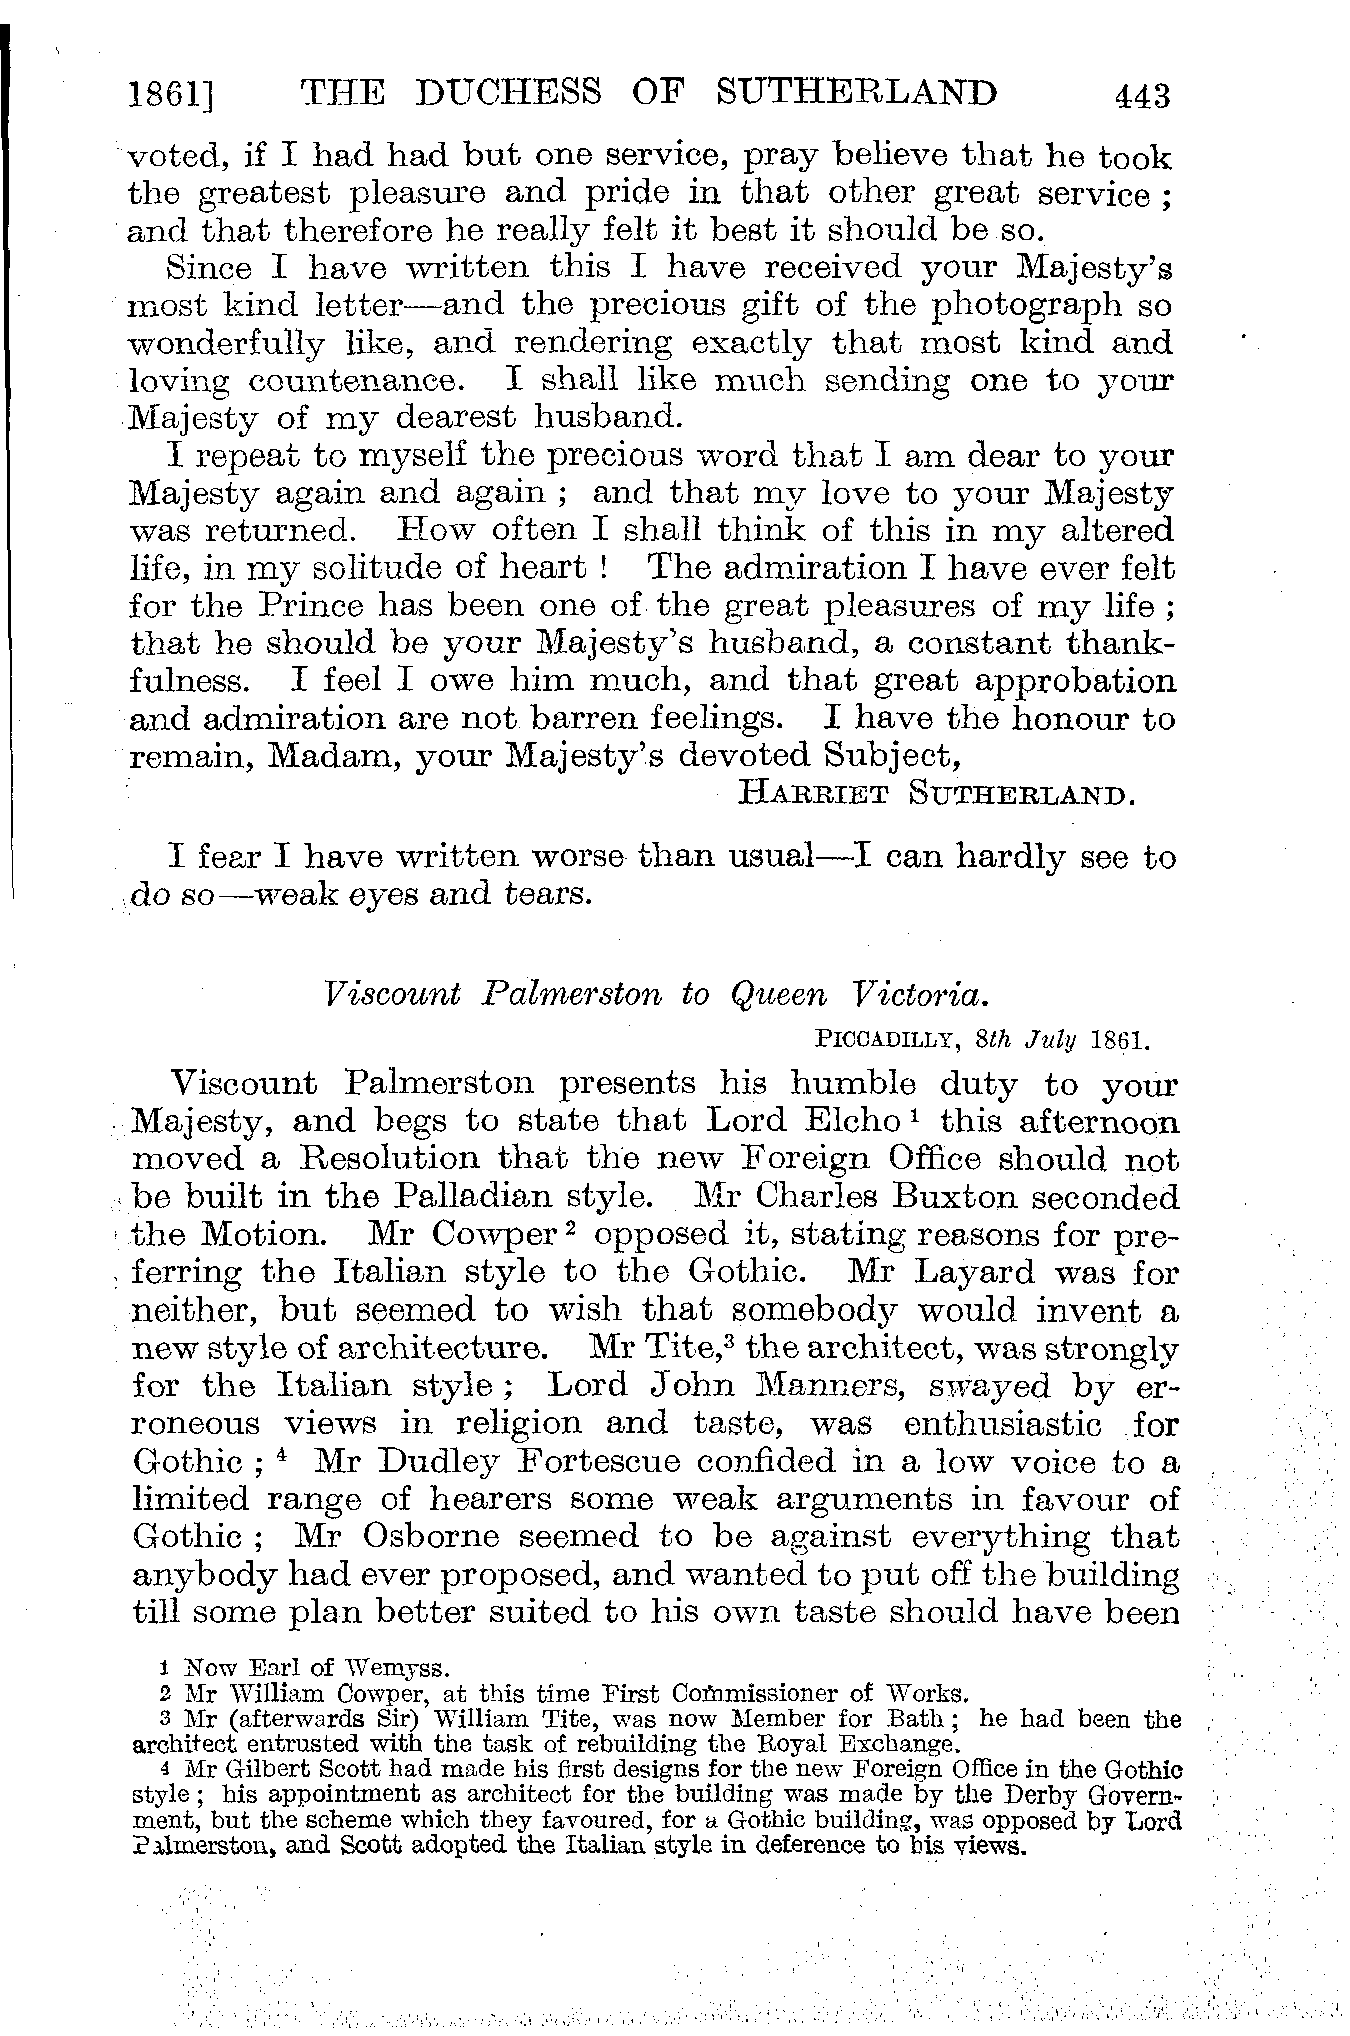 1861] THE DUCHESS OF SUTHERLAND 443
voted, if I had had but one service, pray believe that he took
the greatest pleasure and pride in that other great service ;
and that therefore he really felt it best it should be so.
Since I have written this I have received your Majesty's
most kind letter—and the precious gift of the photograph so
wonderfully like, and rendering exactly that most kind and
loving countenance. I shall like much sending one to your
Majesty of my dearest husband.
I repeat to myself the precious word that I am dear to your
Majesty again and again ; and that my love to your Majesty
was returned. How often I shall think of this in my altered
life, in my solitude of heart ! The admiration I have ever felt
for the Prince has been one of the great pleasures of my life ;
that he should be your Majesty's husband, a constant thank-
fulness. I feel I owe him much, and that great approbation
and admiration are not barren feelings. I have the honour to
remain, Madam, your Majesty's devoted Subject,
HARRIET SUTHERLAND.
I fear I have written worse than usual—I can hardly see to
do so—weak eyes and tears.
Viscount Palmerston to Queen Victoria.
PICCADILLY, 8th July 1861.
Viscount Palmerston presents his humble duty to your
Majesty, and begs to state that Lord Elcho 1 this afternoon
moved a Resolution that the new Foreign Office should not
be built in the Palladian style. Mr Charles Buxton seconded
the Motion. Mr Cowper 2 opposed it, stating reasons for pre-
ferring the Italian style to the Gothic. Mr Layard was for
neither, but seemed to wish that somebody would invent a
new style of architecture. Mr Tite,3 the architect, was strongly
for the Italian style ; Lord John Manners, swayed by er-
roneous views in religion and taste, was enthusiastic for
Gothic ; 4 Mr Dudley Fortescue confided in a low voice to a
limited range of hearers some weak arguments in favour of
Gothic ; Mr Osborne seemed to be against everything that
anybody had ever proposed, and wanted to put off the building
till some plan better suited to his own taste should have been
1 Now Earl of Wemyss.
2 Mr William Cowper, at this time First Commissioner of Works.
3 Mr (afterwards Sir) William Tite, was now Member for Bath ; he had been the
architect entrusted with the task of rebuilding the Royal Exchange.
4 Mr Gilbert Scott had made his first designs for the new Foreign Office in the Gothic
style ; his appointment as architect for the building was made by the Derby Govern-
ment, but the scheme which they favoured, for a Gothic building, was opposed by Lord
Palmerston, and Scott adopted the Italian style in deference to his views.